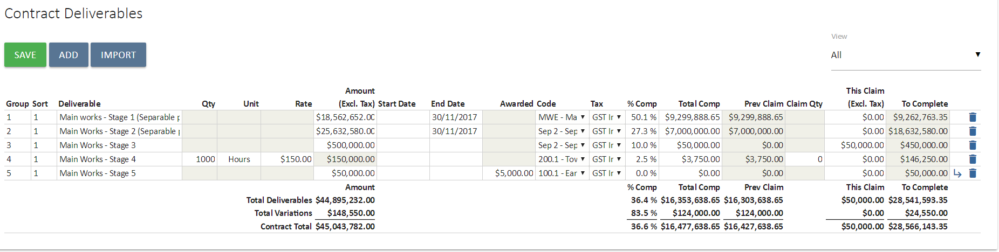 Contract Deliverables
View
SAVE ADD IMPORT All
Amount This Claim
Group Sort Deliverable Qty Unit Rate (Excl. Tax) Start Date End Date Awarded Code Tax % Comp Total Comp Prev Claim Claim Qty (Excl. Tax) To Complete
1 1 Main works - Stage 1 (Separable $18,562,652.00 30/11/2017 MWE - Ma GST Ir 50.1 % $9,299,888.65 $9,299,888.65 $0.00 $9,262,763.35
2 1 Main Works - Stage 2 (Separable $25,632,580.00 30/11/2017 Sep 2 - Sep GST Ir 27.3 % $7,000,000.00 $7,000,000.00 $0.00 $18,632,580.00
3 1 Main Works - Stage 3 $500,000.00 Sep 2 - Sep GST Ir 10.0 % $50,000.00 $0.00 $50,000.00 $450,000.00
4 1 Main Works - Stage 4 1000 Hours $150.00 $150,000.00 200.1 - Tov GST Ir 2.5 % $3,750.00 $3,750.00 0 $0.00 $146,250.00
5 1 Main Works - Stage 5 $50,000.00 $5,000.00 100.1 - Ear GST Ir 0.0 % $0.00 $0.00 $0.00 $50,000.00
Amount % Comp Total Comp Prev Claim This Claim To Complete
Total Deliverables $44,895,232.00 36.4 % $16,353,638.65 $16,303,638.65 $50,000.00 $28,541,593.35
Total Variations $148,550.00 83.5 % $124,000.00 $124,000.00 $0.00 $24,550.00
Contract Total $45,043,782.00 36.6 % $16,477,638.65 $16,427,638.65 $50,000.00 $28,566,143.35